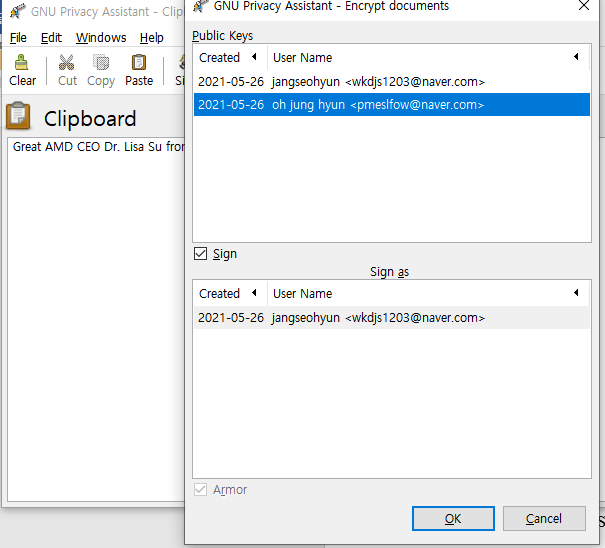 GNU Privacy Assistant - Clip
File Edit Windows Help
Clear Cut Copy Paste
Clipboard
Great AMD CEO Dr. Lisa Su fron
GNU Privacy Assistant - Encrypt documents
Public Keys
Created User Name
2021-05-26 jangseohyun <wkdjs1203@naver.com>
2021-05-26 oh jung hyun <pmeslfow@naver.com>
Sign
Sign as
Created User Name
2021-05-26 jangseohyun <wkdjs1203@naver.com>
Armor
OK Cancel